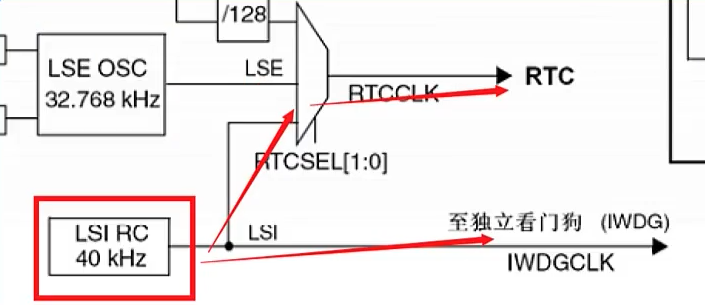 /128
LSE OSC
32.768 kHz
LSE
RTC
RTCCLK
RTCSEL[1:0]
LSI RC
40 kHz
LSI
至独立看门狗 (IWDG)
IWDGCLK